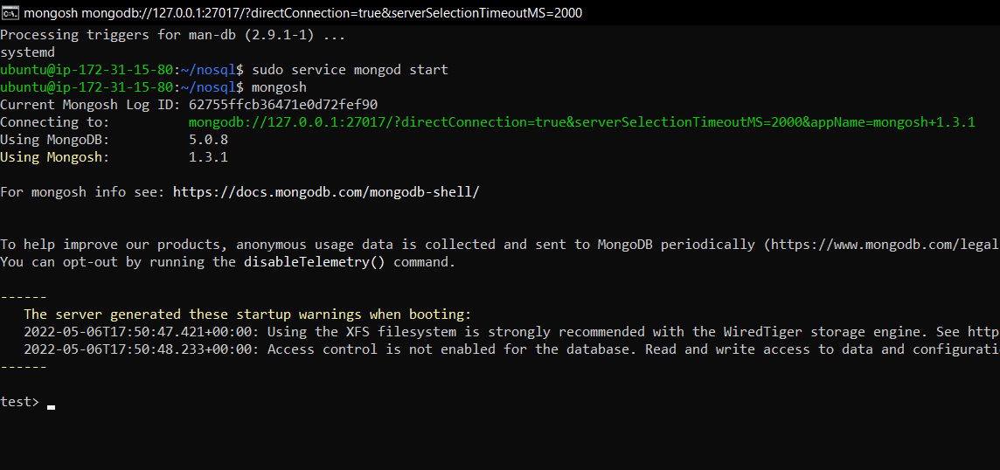 mongosh mongodb://127.0.0.1:27017/?directConnection=true&serverSelectionTimeoutMS=2000
Processing triggers for man-db (2.9.1-1) ...
systemd
ubuntu@ip-172-31-15-80:~/nosql$ sudo service mongod start
ubuntu@ip-172-31-15-80:~/nosql$ mongosh
Current Mongosh Log ID: 62755ffcb36471e0d72fef90
Connecting to:          mongodb://127.0.0.1:27017/?directConnection=true&serverSelectionTimeoutMS=2000&appName=mongosh+1.3.1
Using MongoDB:          5.0.8
Using Mongosh:          1.3.1
For mongosh info see: https://docs.mongodb.com/mongodb-shell/
To help improve our products, anonymous usage data is collected and sent to MongoDB periodically (https://www.mongodb.com/legal
You can opt-out by running the disableTelemetry() command.
------
   The server generated these startup warnings when booting:
   2022-05-06T17:50:47.421+00:00: Using the XFS filesystem is strongly recommended with the WiredTiger storage engine. See http
   2022-05-06T17:50:48.233+00:00: Access control is not enabled for the database. Read and write access to data and configurati
------
test>